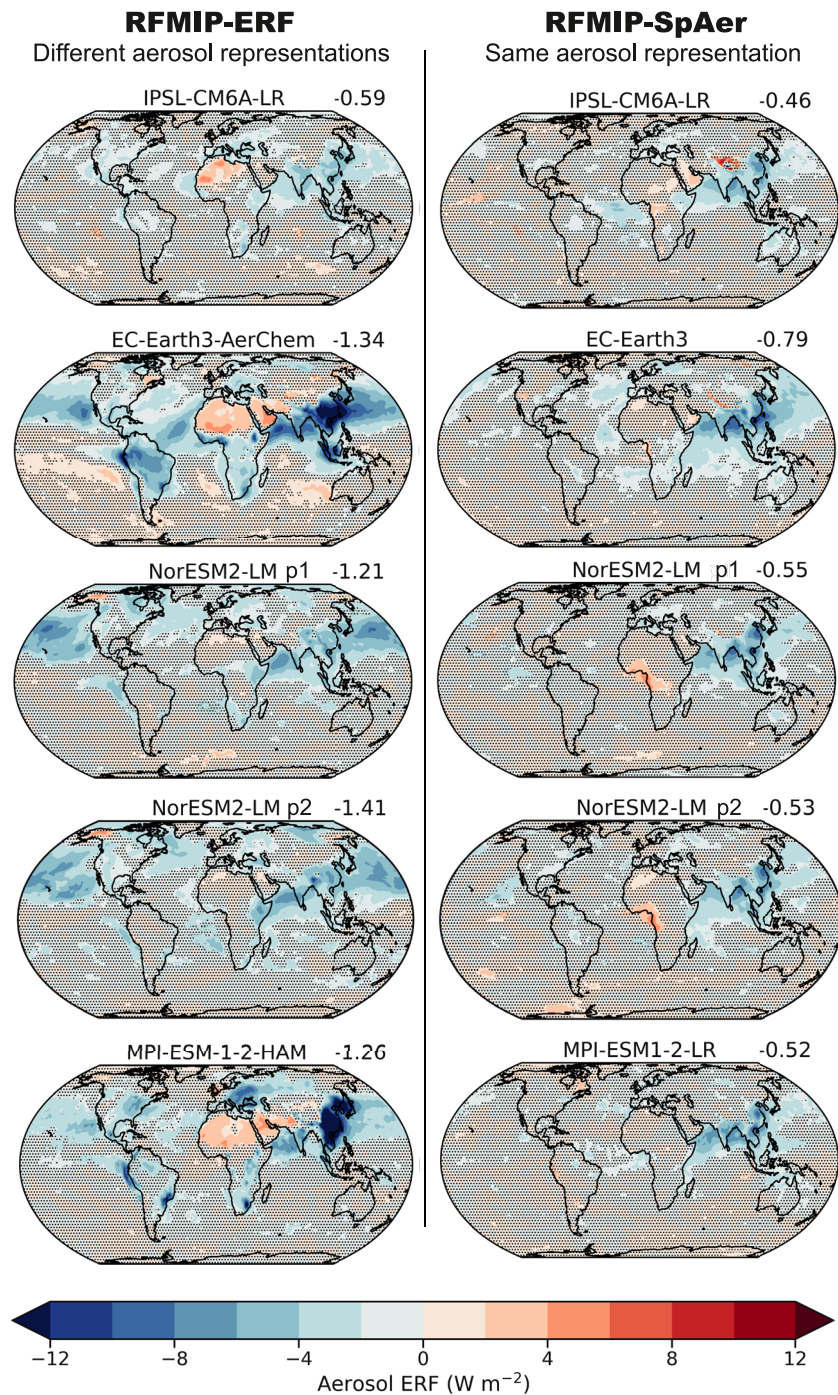 RFMIP-ERF
Different aerosol representations
RFMIP-SpAer
Same aerosol representation
IPSL-CM6A-LR -0.59
IPSL-CM6A-LR -0.46
EC-Earth3-AerChem -1.34
EC-Earth3 -0.79
NorESM2-LM p1 -1.21
NorESM2-LM p1 -0.55
NorESM2-LM p2 -1.41
NorESM2-LM p2 -0.53
MPI-ESM-1-2-HAM -1.26
MPI-ESM1-2-LR -0.52
−12 −8 −4 0 4 8 12
Aerosol ERF (W m⁻²)